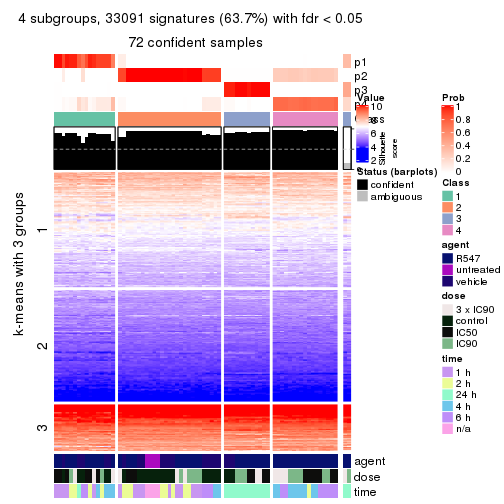 4 subgroups, 33091 signatures (63.7%) with fdr < 0.05
72 confident samples
p1
p2
p3
k-means with 3 groups
1
2
3
Value
10
8
6
4
2
Silhouette
score
Status (barplots)
confident
ambiguous
Prob
1
0.8
0.6
0.4
0.2
0
Class
1
2
3
4
agent
R547
untreated
vehicle
dose
3 x IC90
control
IC50
IC90
time
1 h
2 h
24 h
4 h
6 h
n/a
agent
dose
time